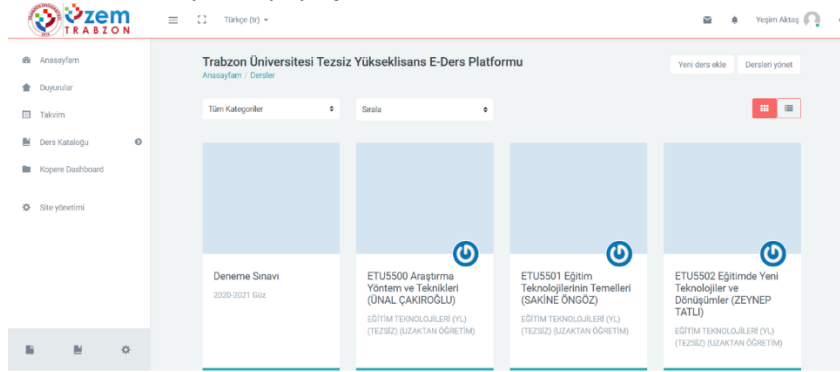 özem
TRABZON
Türkçe (tr)
Yeşim Aktaş
Anasayfam
Duyurular
Takvim
Ders Kataloğu
Kopere Dashboard
Site yönetimi
Trabzon Üniversitesi Tezsiz Yükseklisans E-Ders Platformu
Anasayfam / Dersler
Yeni ders ekle
Dersleri yönet
Tüm Kategoriler
Sırala
Deneme Sınavı
2020-2021 Güz
ETU5500 Araştırma
Yöntem ve Teknikleri
(ÜNAL ÇAKIROĞLU)
EĞİTİM TEKNOLOJİLERİ (YL)
(TEZSİZ) (UZAKTAN ÖĞRETİM)
ETU5501 Eğitim
Teknolojilerinin Temelleri
(SAKİNE ÖNGÖZ)
EĞİTİM TEKNOLOJİLERİ (YL)
(TEZSİZ) (UZAKTAN ÖĞRETİM)
ETU5502 Eğitimde Yeni
Teknolojiler ve
Dönüşümler (ZEYNEP
TATLI)
EĞİTİM TEKNOLOJİLERİ (YL)
(TEZSİZ) (UZAKTAN ÖĞRETİM)